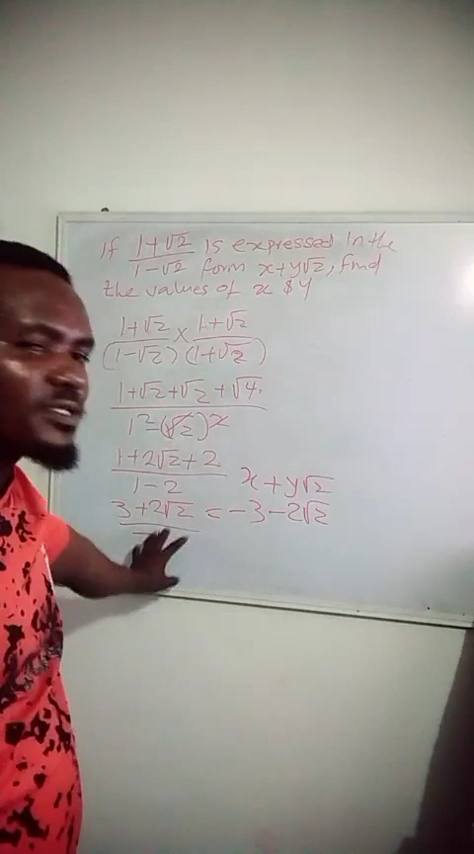 If 1+√2 / 1-√2 is expressed in the
form x+y√2, find
the values of x & y
1+√2 / (1-√2) × 1+√2 / (1+√2)
1+√2+√2+√4 / 1²-(√2)²
1+2√2+2 / 1-2
x+y√2
3+2√2 = -3-2√2